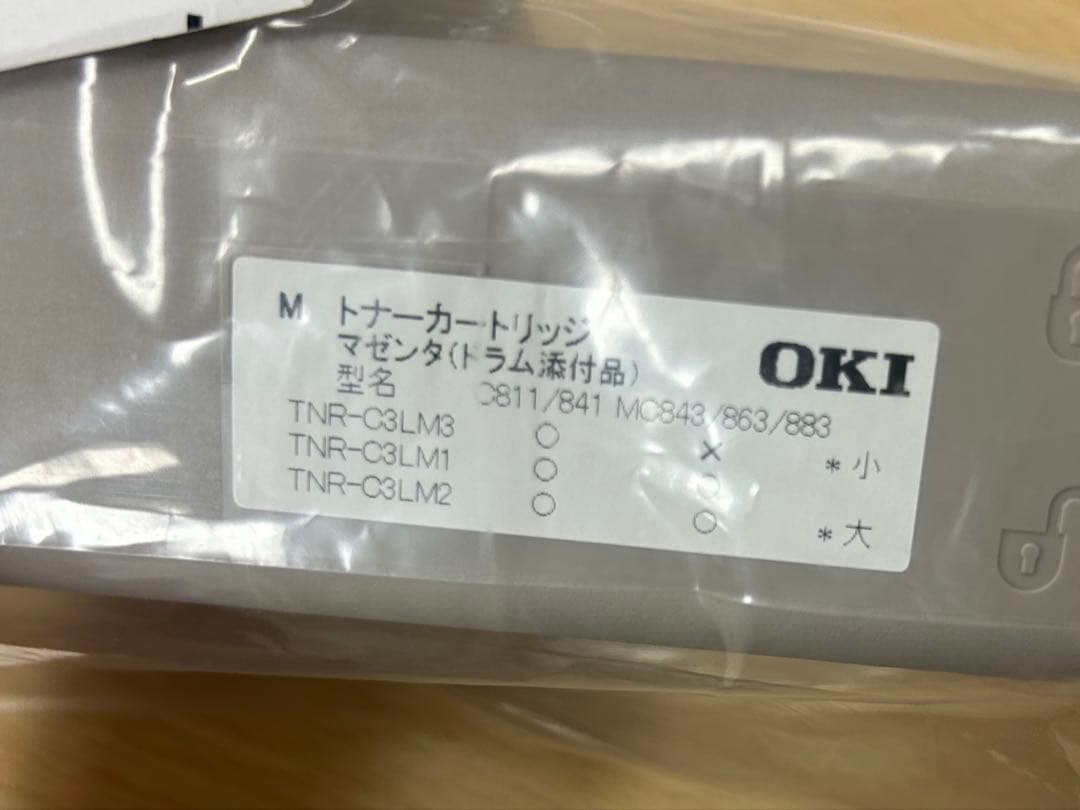 M トナーカートリッジ
マゼンタ(ドラム添付品)
OKI
型名 C811/841 MC843/863/883
TNR-C3LM3 ○ × *小
TNR-C3LM1 ○ ○
TNR-C3LM2 ○ ○ *大